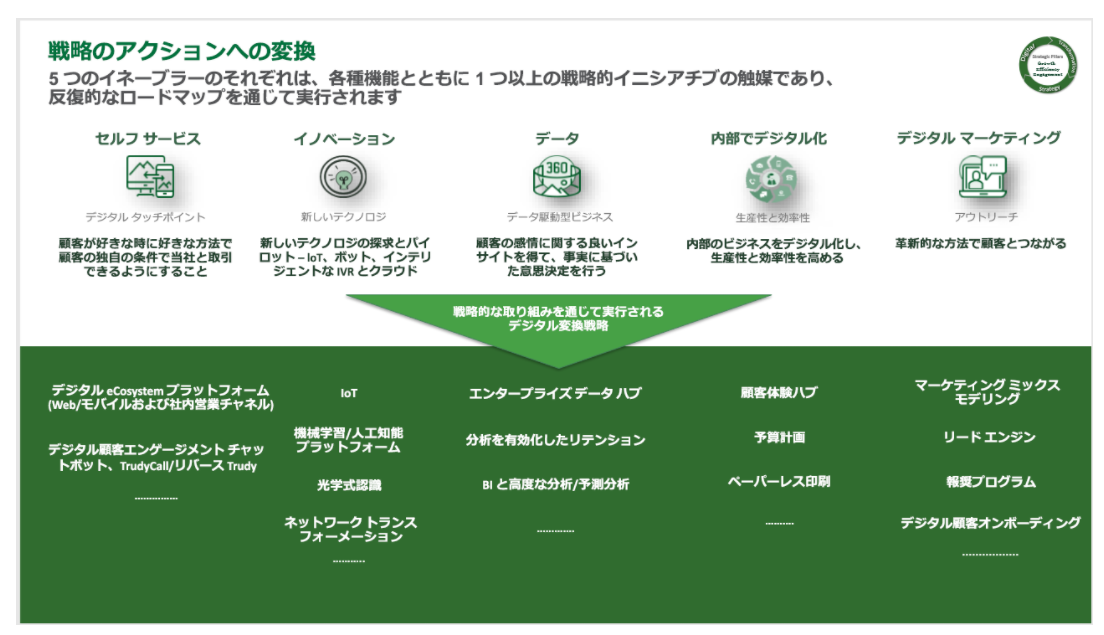 戦略のアクションへの変換
5 つのイネーブラーのそれぞれは、各種機能とともに 1 つ以上の戦略的イニシアチブの触媒であり、
反復的なロードマップを通じて実行されます
Digital
Transformation
Strategy
Strategic Pillars
Growth
Efficiency
Engagement
セルフ サービス
デジタル タッチポイント
顧客が好きな時に好きな方法で
顧客の独自の条件で当社と取引
できるようにすること
イノベーション
新しいテクノロジ
新しいテクノロジの探求とパイ
ロット – IoT、ボット、インテリ
ジェントな IVR とクラウド
データ
360
データ駆動型ビジネス
顧客の感情に関する良いイン
サイトを得て、事実に基づい
た意思決定を行う
内部でデジタル化
生産性と効率性
内部のビジネスをデジタル化し、
生産性と効率性を高める
デジタル マーケティング
アウトリーチ
革新的な方法で顧客とつながる
戦略的な取り組みを通じて実行される
デジタル変換戦略
デジタル eCosystem プラットフォーム
(Web/モバイルおよび社内営業チャネル)
デジタル顧客エンゲージメント チャッ
トボット、TrudyCall/リバース Trudy
...............
IoT
機械学習/人工知能
プラットフォーム
光学式認識
ネットワーク トランス
フォーメーション
...........
エンタープライズ データ ハブ
分析を有効化したリテンション
BI と高度な分析/予測分析
.............
顧客体験ハブ
予算計画
ペーパーレス印刷
..........
マーケティング ミックス
モデリング
リード エンジン
報奨プログラム
デジタル顧客オンボーディング
.................